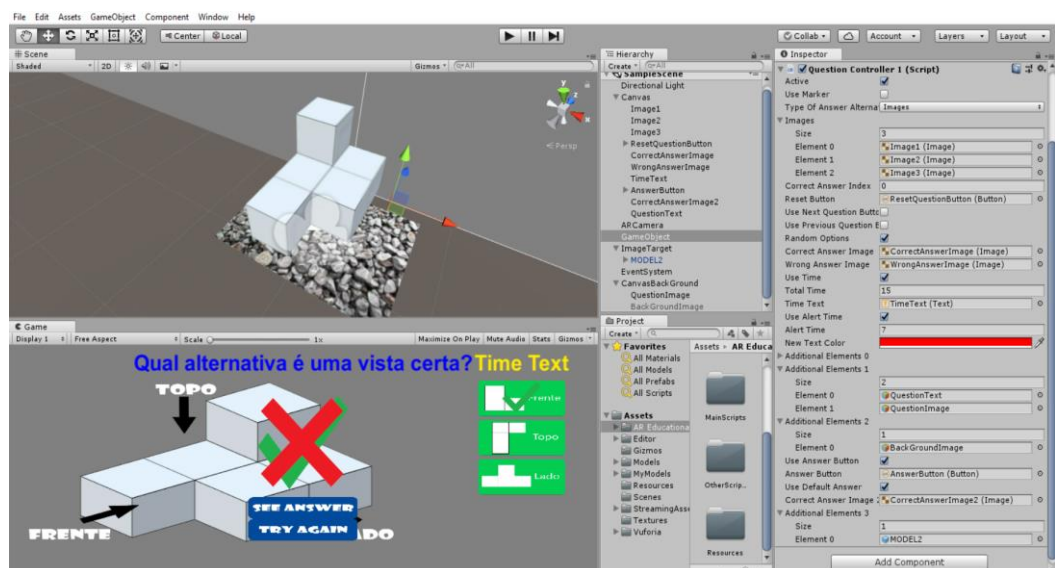 File Edit Assets GameObject Component Window Help
Center Local
Collab Account Layers Layout
Scene
Shaded 2D Gizmos All
y
z
x
Persp
Hierarchy
Create All
SampleScene
Directional Light
Canvas
Image1
Image2
Image3
ResetQuestionButton
CorrectAnswerImage
WrongAnswerImage
TimeText
AnswerButton
CorrectAnswerImage2
QuestionText
ARCamera
GameObject
ImageTarget
MODEL2
EventSystem
CanvasBackGround
QuestionImage
BackGroundImage
Game
Display 1 Free Aspect Scale 1x Maximize On Play Mute Audio Stats Gizmos
Qual alternativa é uma vista certa? Time Text
TOPO
FRENTE
SEE ANSWER
TRY AGAIN
Topo
Lado
Project
Create
Favorites
All Materials
All Models
All Prefabs
All Scripts
Assets
AR Educationa
Editor
Gizmos
Models
MyModels
Resources
Scenes
StreamingAsse
Textures
Vuforia
Assets AR Educa
MainScripts
OtherScrip...
Resources
Inspector
Question Controller 1 (Script)
Active
Use Marker
Type Of Answer Alterna Images
Images
Size 3
Element 0 Image1 (Image)
Element 1 Image2 (Image)
Element 2 Image3 (Image)
Correct Answer Index 0
Reset Button ResetQuestionButton (Button)
Use Next Question Butto
Use Previous Question B
Random Options
Correct Answer Image CorrectAnswerImage (Image)
Wrong Answer Image WrongAnswerImage (Image)
Use Time
Total Time 15
Time Text TimeText (Text)
Use Alert Time
Alert Time 7
New Text Color
Additional Elements 0
Additional Elements 1
Size 2
Element 0 QuestionText
Element 1 QuestionImage
Additional Elements 2
Size 1
Element 0 BackGroundImage
Use Answer Button
Answer Button AnswerButton (Button)
Use Default Answer
Correct Answer Image 2 CorrectAnswerImage2 (Image)
Additional Elements 3
Size 1
Element 0 MODEL2
Add Component